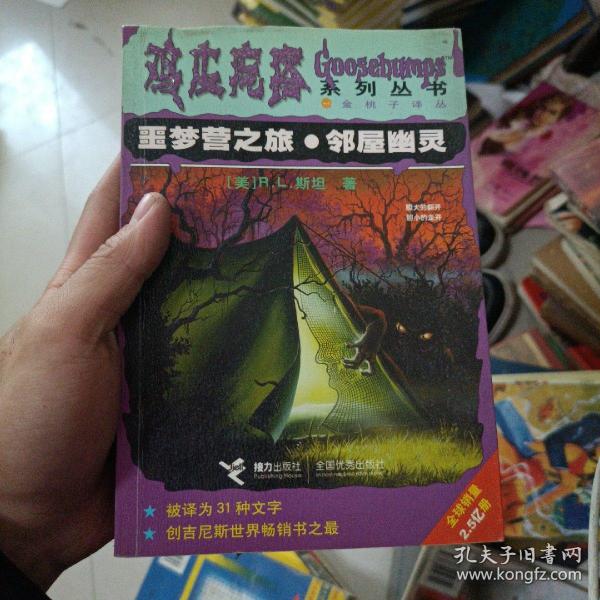 鸡皮疙瘩 Goosebumps
系列丛书
金桃子译丛
噩梦营之旅·邻屋幽灵
[美]R.L.斯坦 著
胆大的翻开
胆小的走开
接力出版社 全国优秀出版社
Publishing House
★ 被译为31种文字
★ 创吉尼斯世界畅销书之最
全球销量
2.5亿册
孔夫子旧书网
www.kongfz.com